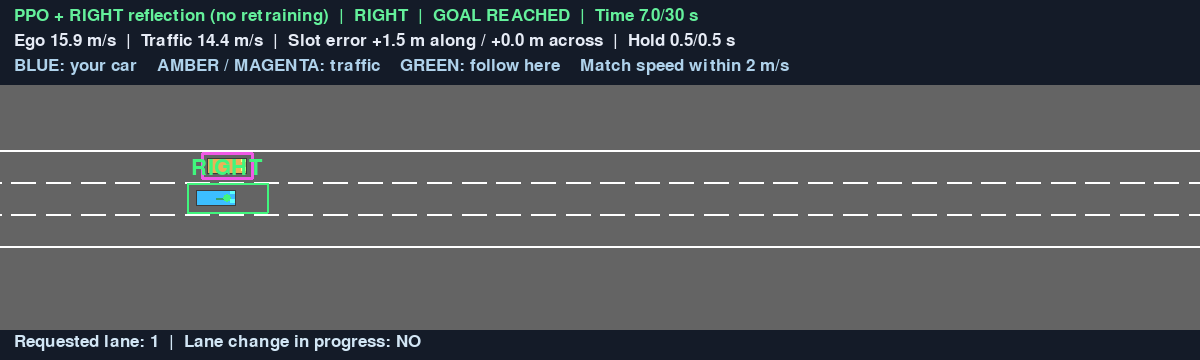 PPO + RIGHT reflection (no retraining) | RIGHT | GOAL REACHED | Time 7.0/30 s
Ego 15.9 m/s | Traffic 14.4 m/s | Slot error +1.5 m along / +0.0 m across | Hold 0.5/0.5 s
BLUE: your car AMBER / MAGENTA: traffic GREEN: follow here Match speed within 2 m/s
RIGHT
Requested lane: 1 | Lane change in progress: NO